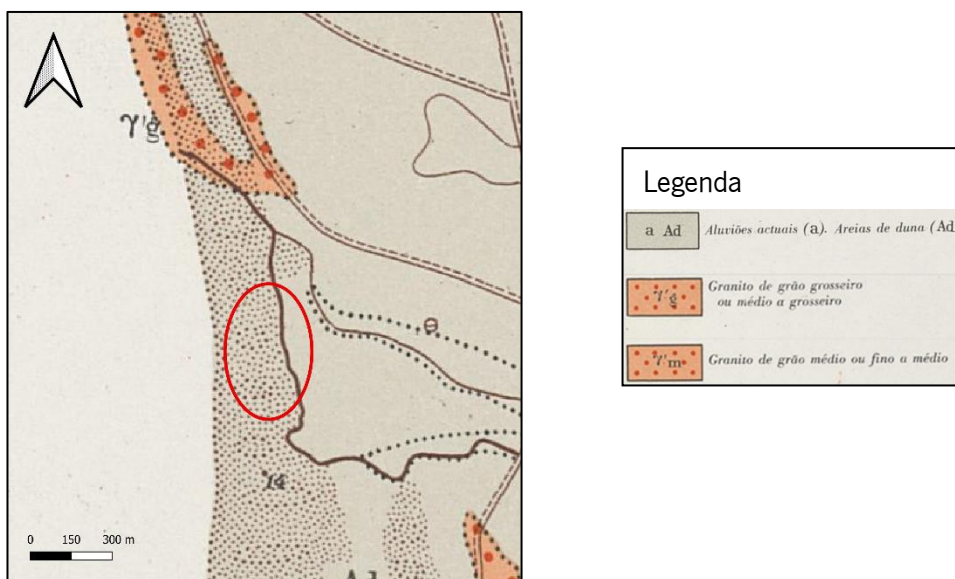 γ'g
e
14
Ad
0 150 300 m
Legenda
a Ad
Aluviões actuais (a). Areias de duna (Ad
γ'g
Granito de grão grosseiro
ou médio a grosseiro
γ'm
Granito de grão médio ou fino a médio